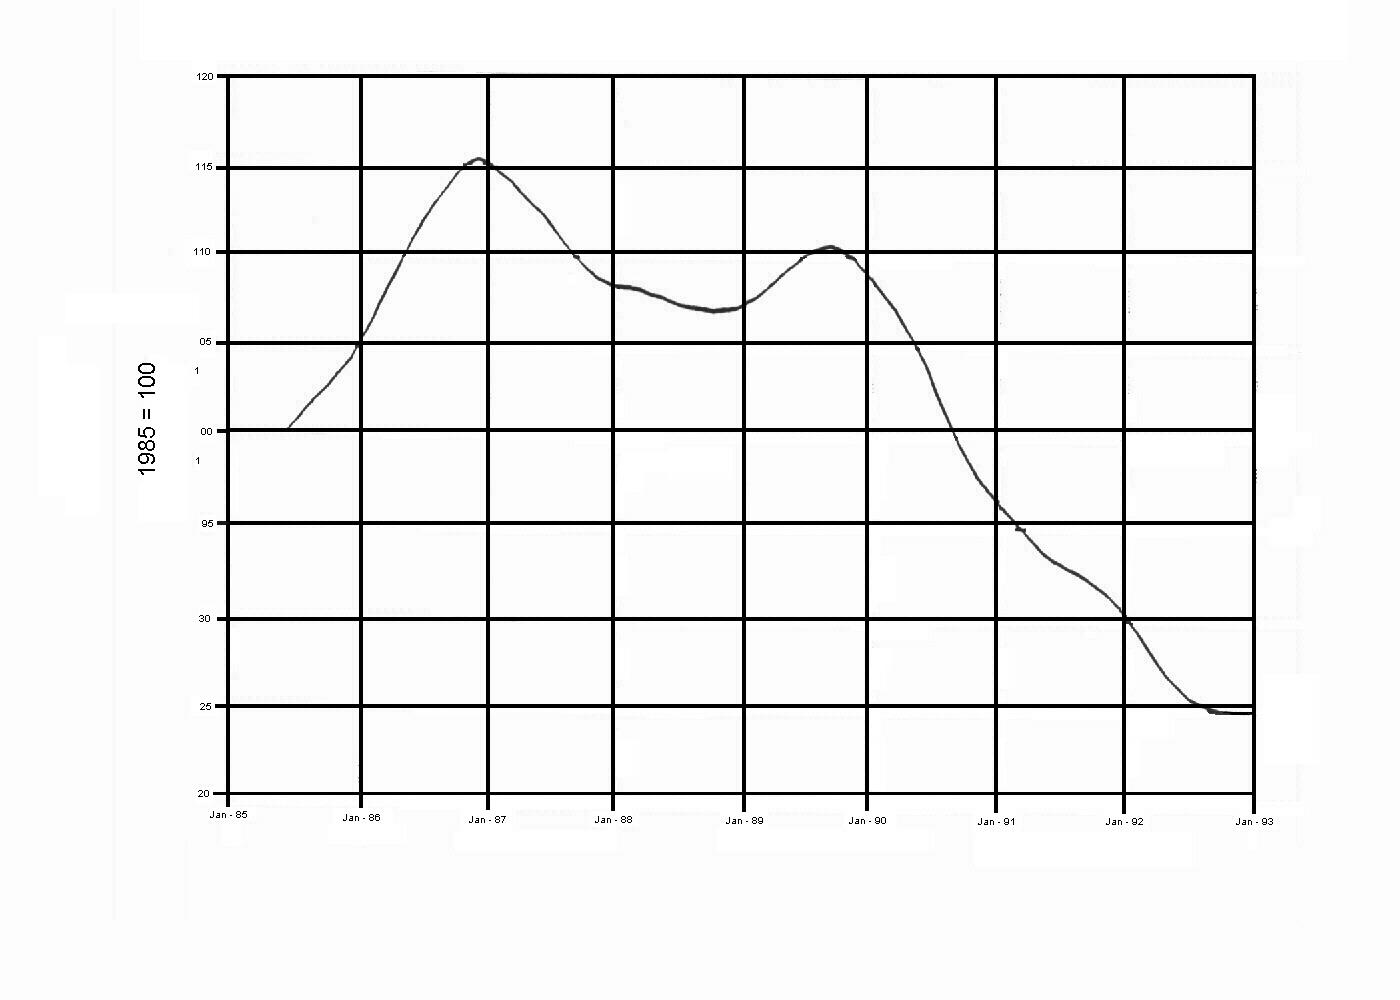 120
115
110
05
1
1985 = 100
00
1
95
30
25
20
Jan - 85
Jan - 86
Jan - 87
Jan - 88
Jan - 89
Jan - 90
Jan - 91
Jan - 92
Jan - 93